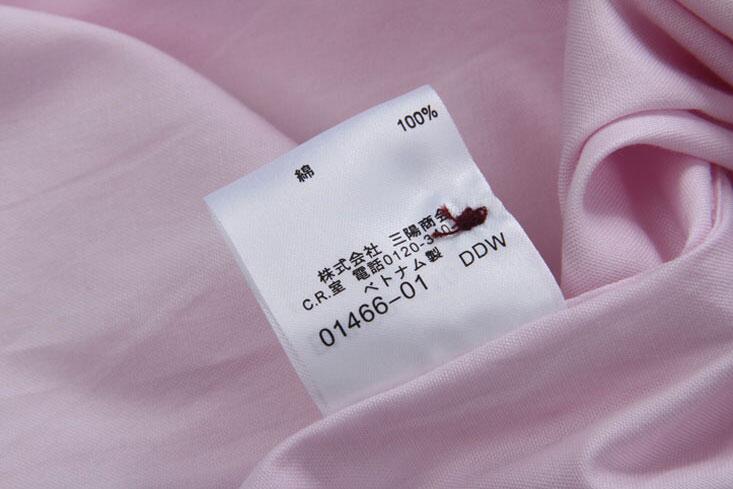 綿 100%
株式会社 三陽商会
C.R.室 電話0120-340-
ベトナム製
01466-01 DDW